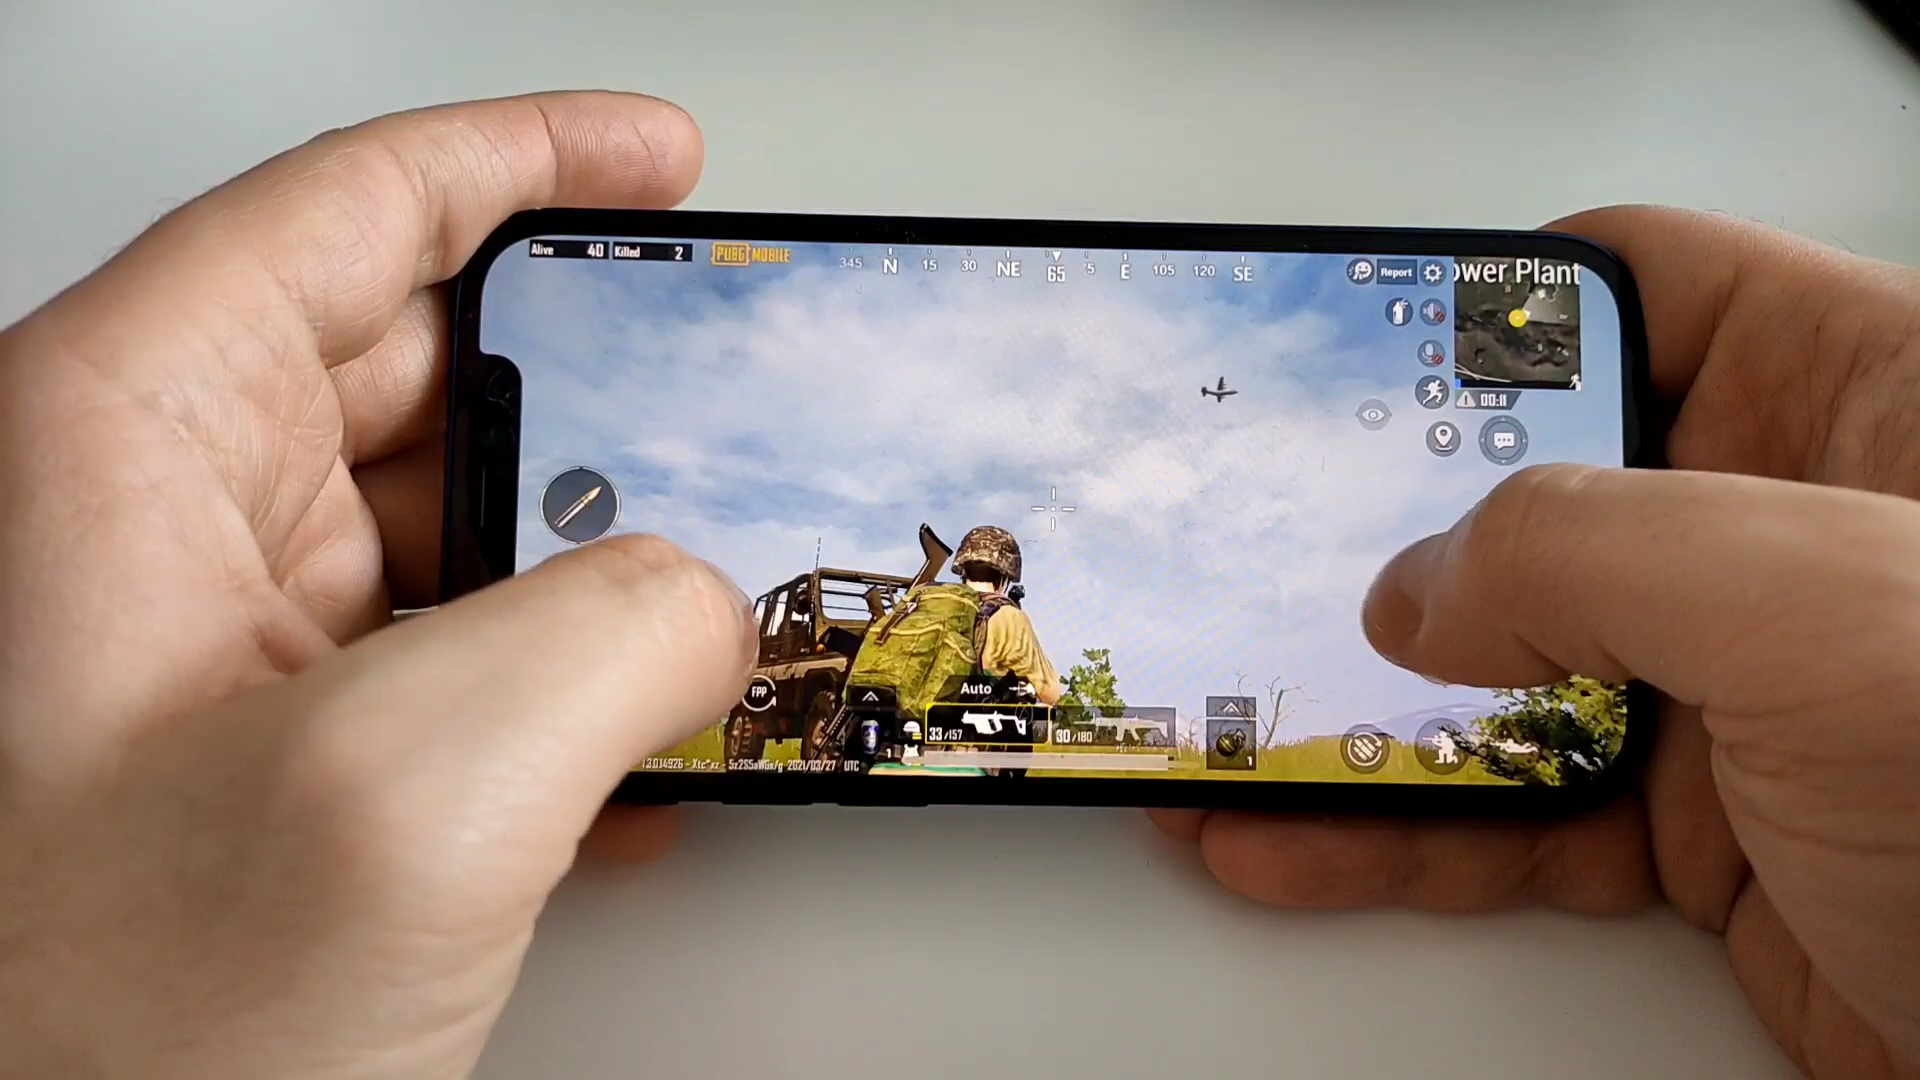 Alive 40 Killed 2 PUBG MOBILE
345 N 15 30 NE 65 E 105 120 SE
Report
ower Plant
00:11
FPP
Auto
33/157 30/180
1 1
2021/03/27 UTC